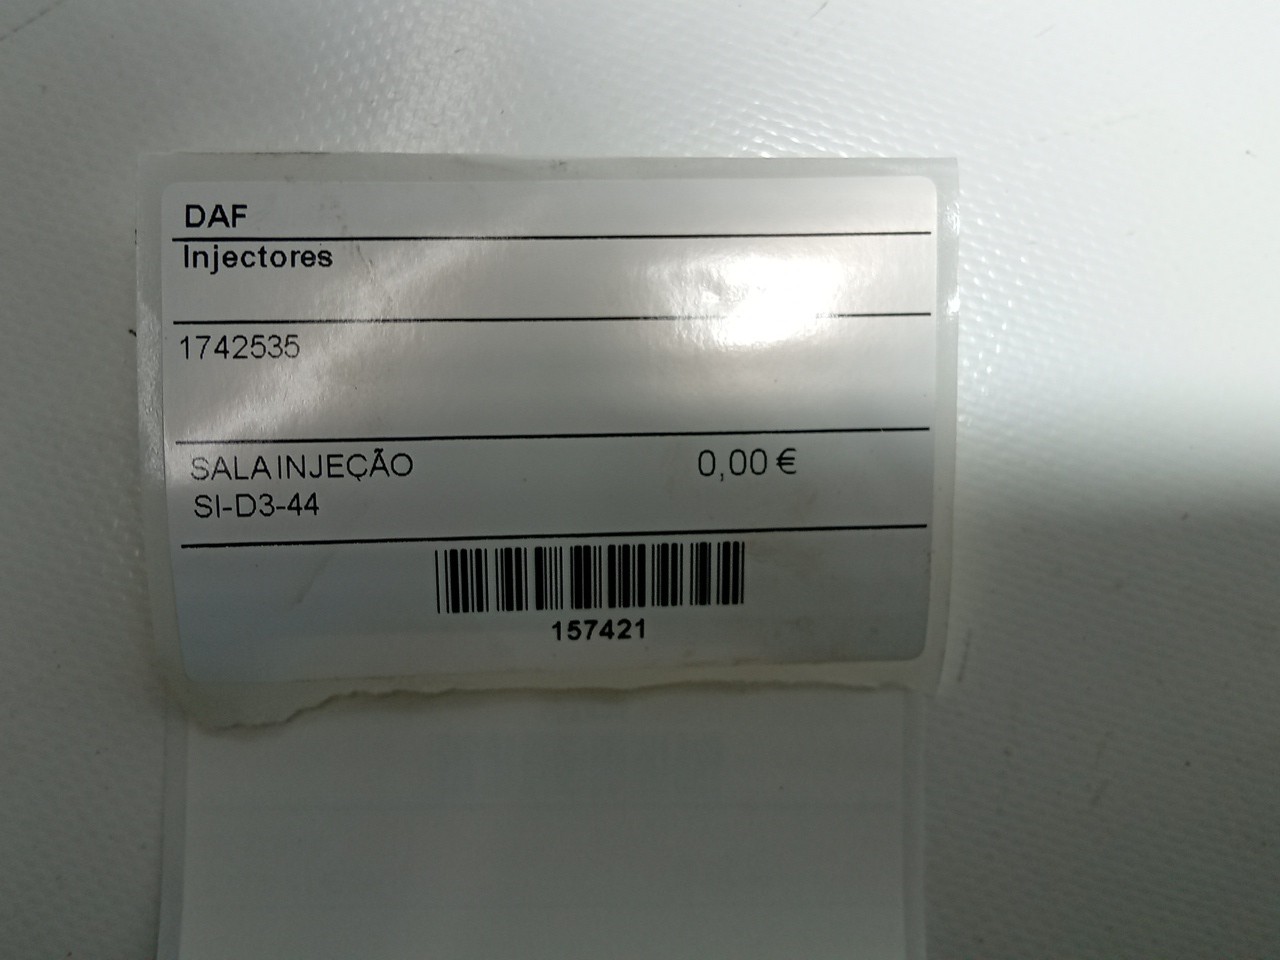 DAF
Injectores
1742535
SALA INJEÇÃO 0,00 €
SI-D3-44
157421